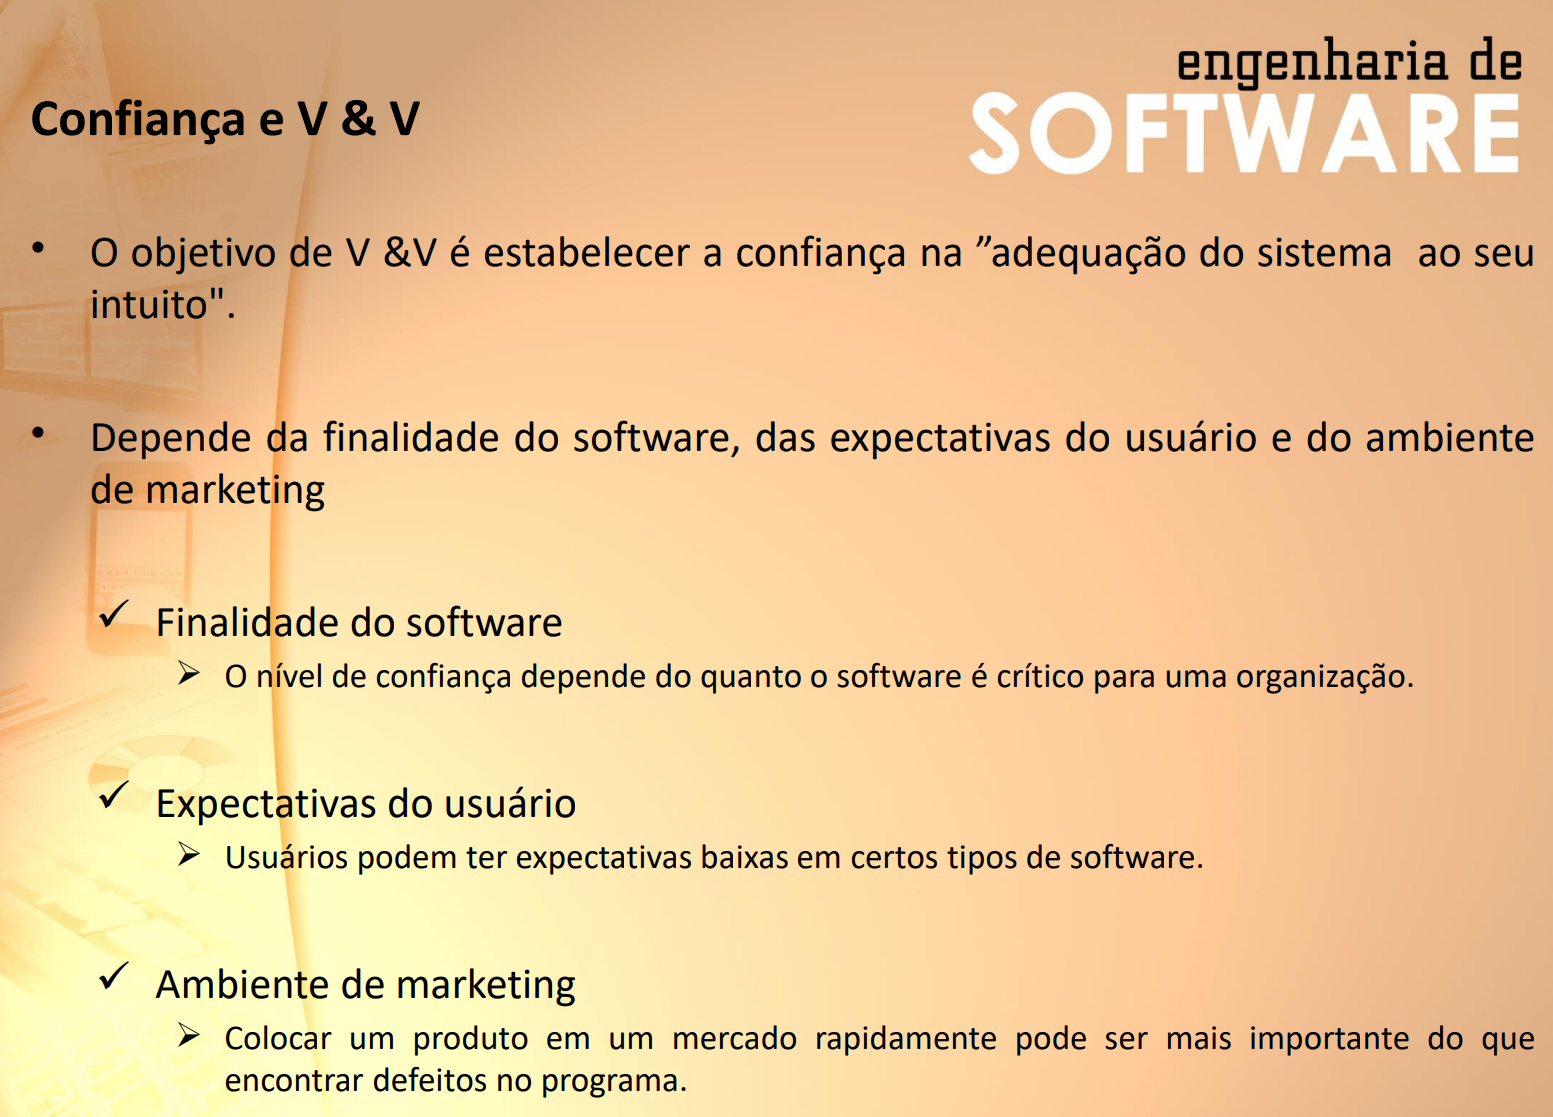 engenharia de
SOFTWARE
Confiança e V & V
• O objetivo de V &V é estabelecer a confiança na ”adequação do sistema ao seu
intuito".
• Depende da finalidade do software, das expectativas do usuário e do ambiente
de marketing
✓ Finalidade do software
➢ O nível de confiança depende do quanto o software é crítico para uma organização.
✓ Expectativas do usuário
➢ Usuários podem ter expectativas baixas em certos tipos de software.
✓ Ambiente de marketing
➢ Colocar um produto em um mercado rapidamente pode ser mais importante do que
encontrar defeitos no programa.